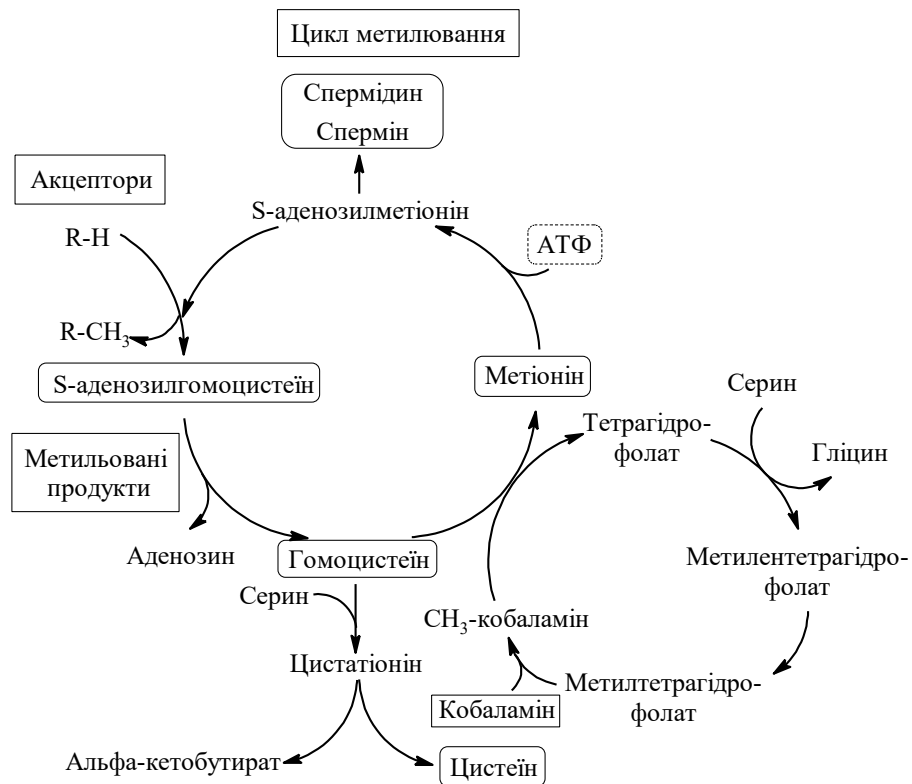 Цикл метилювання
Спермідин
Спермін
Акцептори
S-аденозилметіонін
R-H
АТФ
R-CH₃
S-аденозилгомоцистеїн
Метіонін
Серин
Тетрагідро-
фолат
Гліцин
Метильовані
продукти
Аденозин
Гомоцистеїн
Метилентетрагідро-
фолат
Серин
CH₃-кобаламін
Цистатіонін
Метилтетрагідро-
фолат
Кобаламін
Альфа-кетобутират
Цистеїн